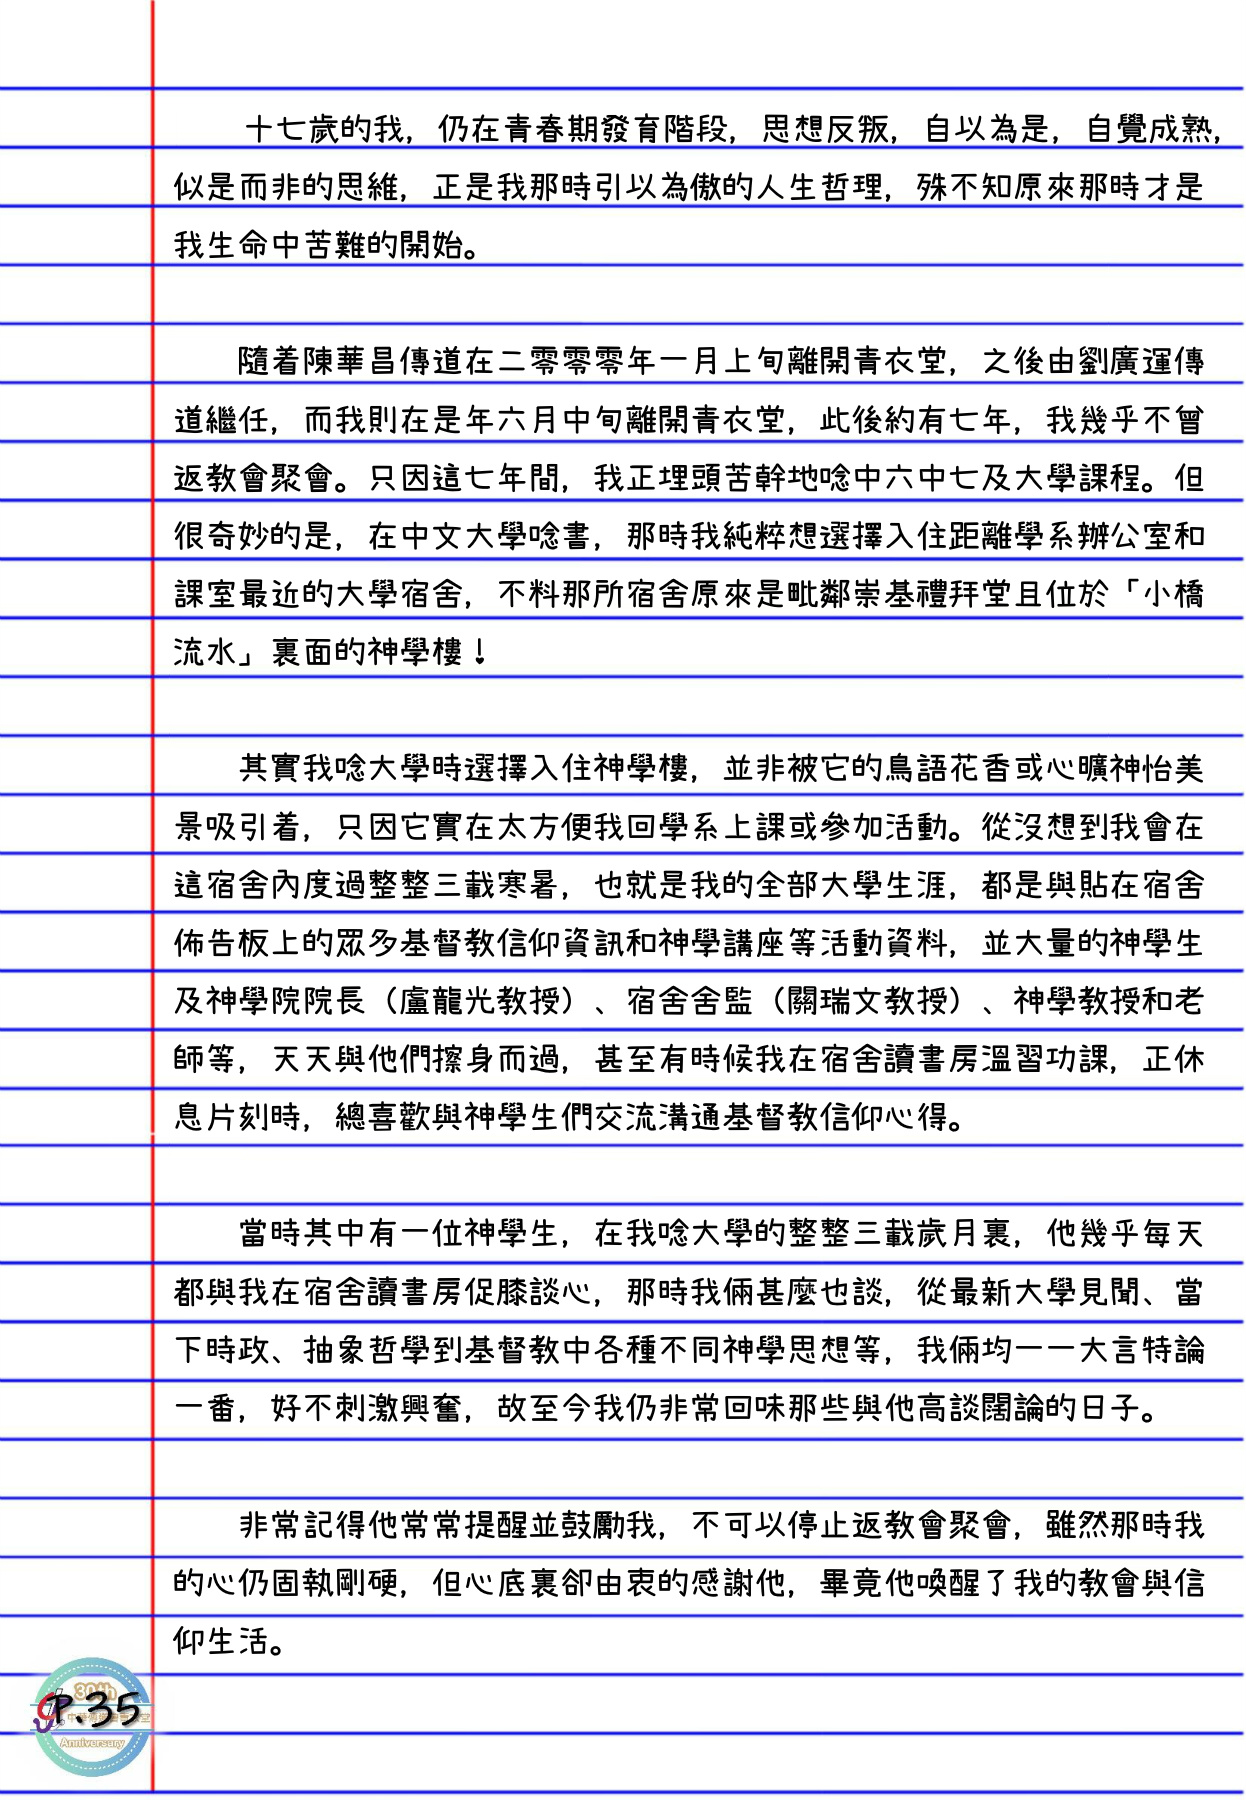 十七歲的我，仍在青春期發育階段，思想反叛，自以為是，自覺成熟，
似是而非的思維，正是我那時引以為傲的人生哲理，殊不知原來那時才是
我生命中苦難的開始。
隨着陳華昌傳道在二零零零年一月上旬離開青衣堂，之後由劉廣運傳
道繼任，而我則在是年六月中旬離開青衣堂，此後約有七年，我幾乎不曾
返教會聚會。只因這七年間，我正埋頭苦幹地唸中六中七及大學課程。但
很奇妙的是，在中文大學唸書，那時我純粹想選擇入住距離學系辦公室和
課室最近的大學宿舍，不料那所宿舍原來是毗鄰崇基禮拜堂且位於「小橋
流水」裏面的神學樓！
其實我唸大學時選擇入住神學樓，並非被它的鳥語花香或心曠神怡美
景吸引着，只因它實在太方便我回學系上課或參加活動。從沒想到我會在
這宿舍內度過整整三載寒暑，也就是我的全部大學生涯，都是與貼在宿舍
佈告板上的眾多基督教信仰資訊和神學講座等活動資料，並大量的神學生
及神學院院長（盧龍光教授）、宿舍舍監（關瑞文教授）、神學教授和老
師等，天天與他們擦身而過，甚至有時候我在宿舍讀書房溫習功課，正休
息片刻時，總喜歡與神學生們交流溝通基督教信仰心得。
當時其中有一位神學生，在我唸大學的整整三載歲月裏，他幾乎每天
都與我在宿舍讀書房促膝談心，那時我倆甚麼也談，從最新大學見聞、當
下時政、抽象哲學到基督教中各種不同神學思想等，我倆均一一大言特論
一番，好不刺激興奮，故至今我仍非常回味那些與他高談闊論的日子。
非常記得他常常提醒並鼓勵我，不可以停止返教會聚會，雖然那時我
的心仍固執剛硬，但心底裏卻由衷的感謝他，畢竟他喚醒了我的教會與信
仰生活。
30th
P.35
Anniversary